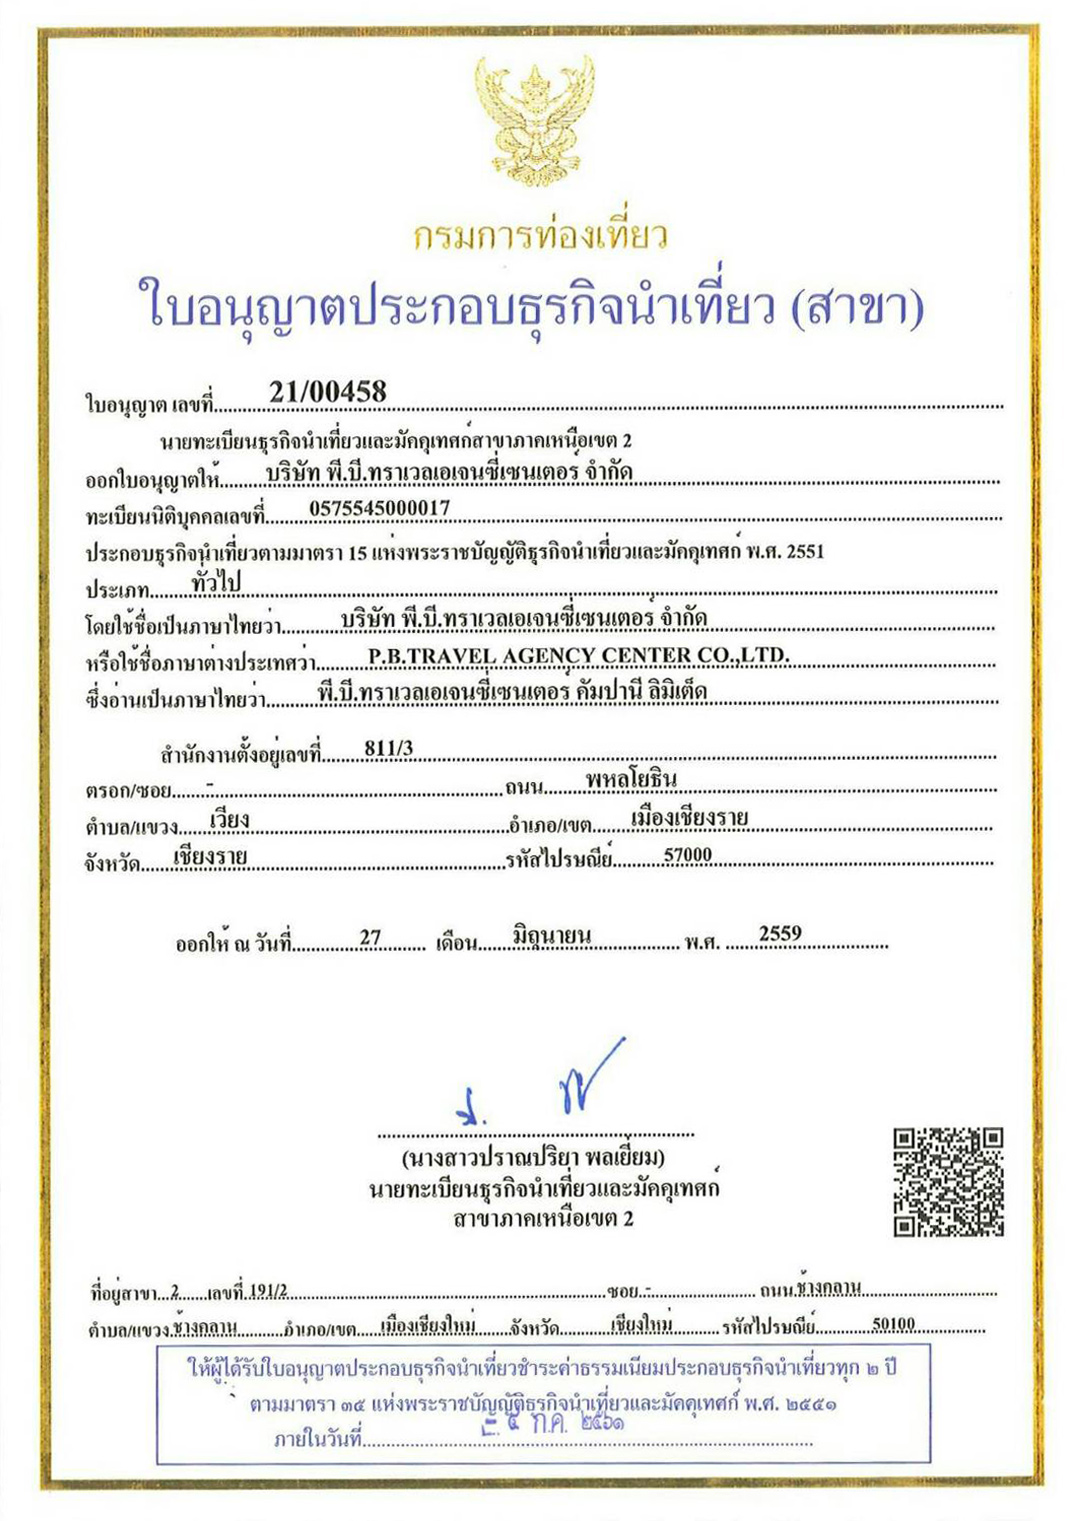 กรมการท่องเที่ยว
ใบอนุญาตประกอบธุรกิจนำเที่ยว (สาขา)
ใบอนุญาต เลขที่ 21/00458
นายทะเบียนธุรกิจนำเที่ยวและมัคคุเทศก์สาขาภาคเหนือเขต 2
ออกใบอนุญาตให้ บริษัท พี.บี.ทราเวลเอเจนซี่เซนเตอร์ จำกัด
ทะเบียนนิติบุคคลเลขที่ 0575545000017
ประกอบธุรกิจนำเที่ยวตามมาตรา 15 แห่งพระราชบัญญัติธุรกิจนำเที่ยวและมัคคุเทศก์ พ.ศ. 2551
ประเภท ทั่วไป
โดยใช้ชื่อเป็นภาษาไทยว่า บริษัท พี.บี.ทราเวลเอเจนซี่เซนเตอร์ จำกัด
หรือใช้ชื่อภาษาต่างประเทศว่า P.B.TRAVEL AGENCY CENTER CO.,LTD.
ซึ่งอ่านเป็นภาษาไทยว่า พี.บี.ทราเวลเอเจนซี่เซนเตอร์ คัมปานี ลิมิเต็ด
สำนักงานตั้งอยู่เลขที่ 811/3
ตรอก/ซอย - ถนน พหลโยธิน
ตำบล/แขวง เวียง อำเภอ/เขต เมืองเชียงราย
จังหวัด เชียงราย รหัสไปรษณีย์ 57000
ออกให้ ณ วันที่ 27 เดือน มิถุนายน พ.ศ. 2559
(นางสาวปราณปริยา พลเยี่ยม)
นายทะเบียนธุรกิจนำเที่ยวและมัคคุเทศก์
สาขาภาคเหนือเขต 2
ที่อยู่สาขา 2 เลขที่ 191/2 ซอย - ถนน ช้างคลาน
ตำบล/แขวง ช้างคลาน อำเภอ/เขต เมืองเชียงใหม่ จังหวัด เชียงใหม่ รหัสไปรษณีย์ 50100
ให้ผู้ได้รับใบอนุญาตประกอบธุรกิจนำเที่ยวชำระค่าธรรมเนียมประกอบธุรกิจนำเที่ยวทุก ๒ ปี
ตามมาตรา ๓๕ แห่งพระราชบัญญัติธุรกิจนำเที่ยวและมัคคุเทศก์ พ.ศ. ๒๕๕๑
ภายในวันที่ ก.ค. ๒๕๖๑